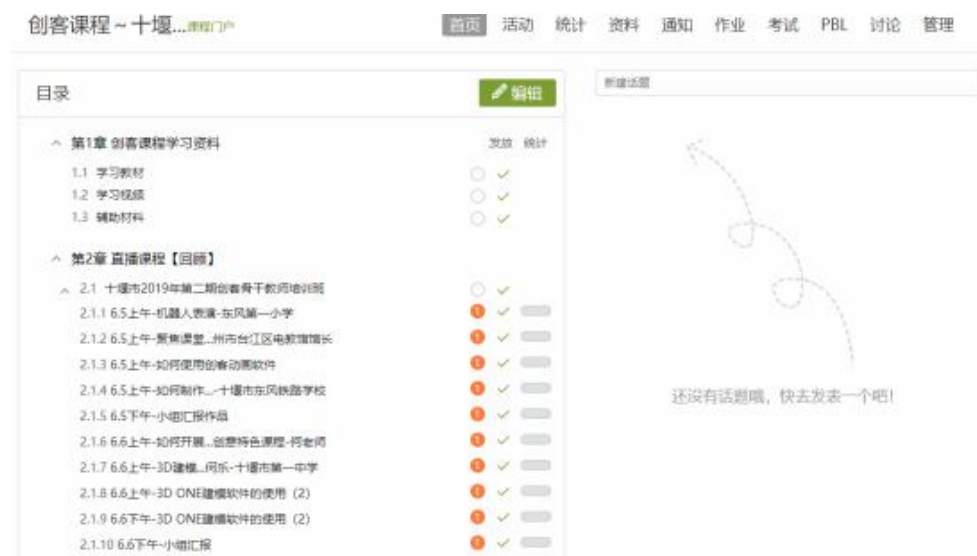 创客课程~十堰...课程门户
首页 活动 统计 资料 通知 作业 考试 PBL 讨论 管理
目录
编辑
新建话题
第1章 创客课程学习资料 发放 统计
1.1 学习教材
1.2 学习视频
1.3 辅助材料
第2章 直播课程【回顾】
2.1 十堰市2019年第二期创客骨干教师培训班
2.1.1 6.5上午-机器人表演-东风第一小学 1
2.1.2 6.5上午-聚焦课堂...州市台江区电教馆馆长 1
2.1.3 6.5上午-如何使用创客动画软件 1
2.1.4 6.5上午-如何制作...-十堰市东风铁路学校 1
2.1.5 6.5下午-小组汇报作品 1
2.1.6 6.6上午-如何开展...创意特色课程-何老师 1
2.1.7 6.6上午-3D建模...何乐-十堰市第一中学 1
2.1.8 6.6上午-3D ONE建模软件的使用（2） 1
2.1.9 6.6下午-3D ONE建模软件的使用（2） 1
2.1.10 6.6下午-小组汇报 1
还没有话题哦，快去发表一个吧！